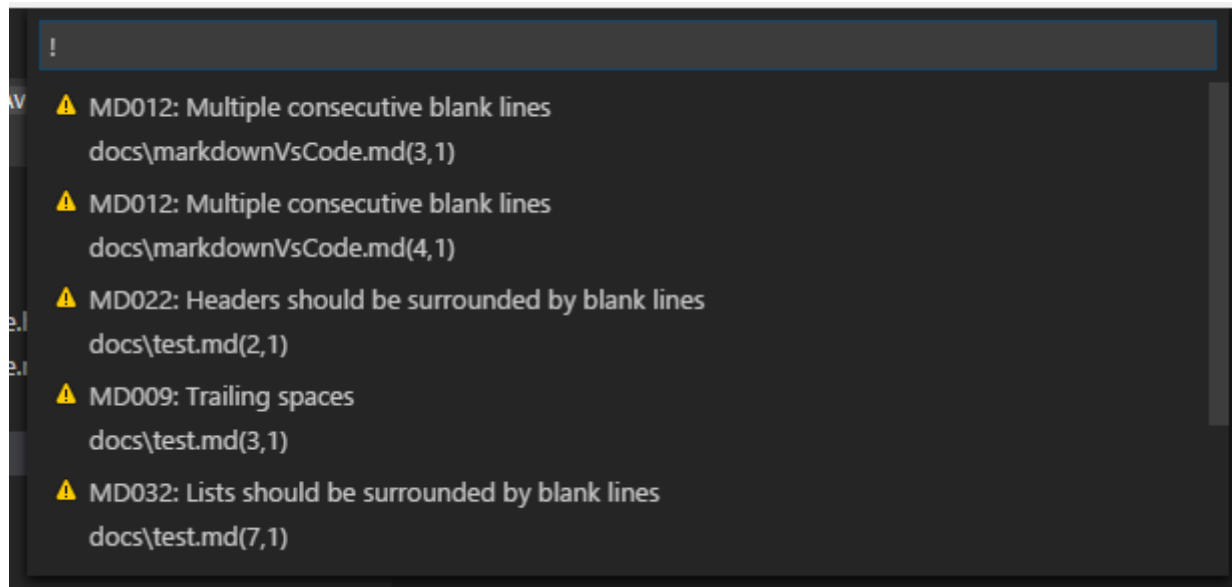 !
MD012: Multiple consecutive blank lines
docs\markdownVsCode.md(3,1)
MD012: Multiple consecutive blank lines
docs\markdownVsCode.md(4,1)
MD022: Headers should be surrounded by blank lines
docs\test.md(2,1)
MD009: Trailing spaces
docs\test.md(3,1)
MD032: Lists should be surrounded by blank lines
docs\test.md(7,1)